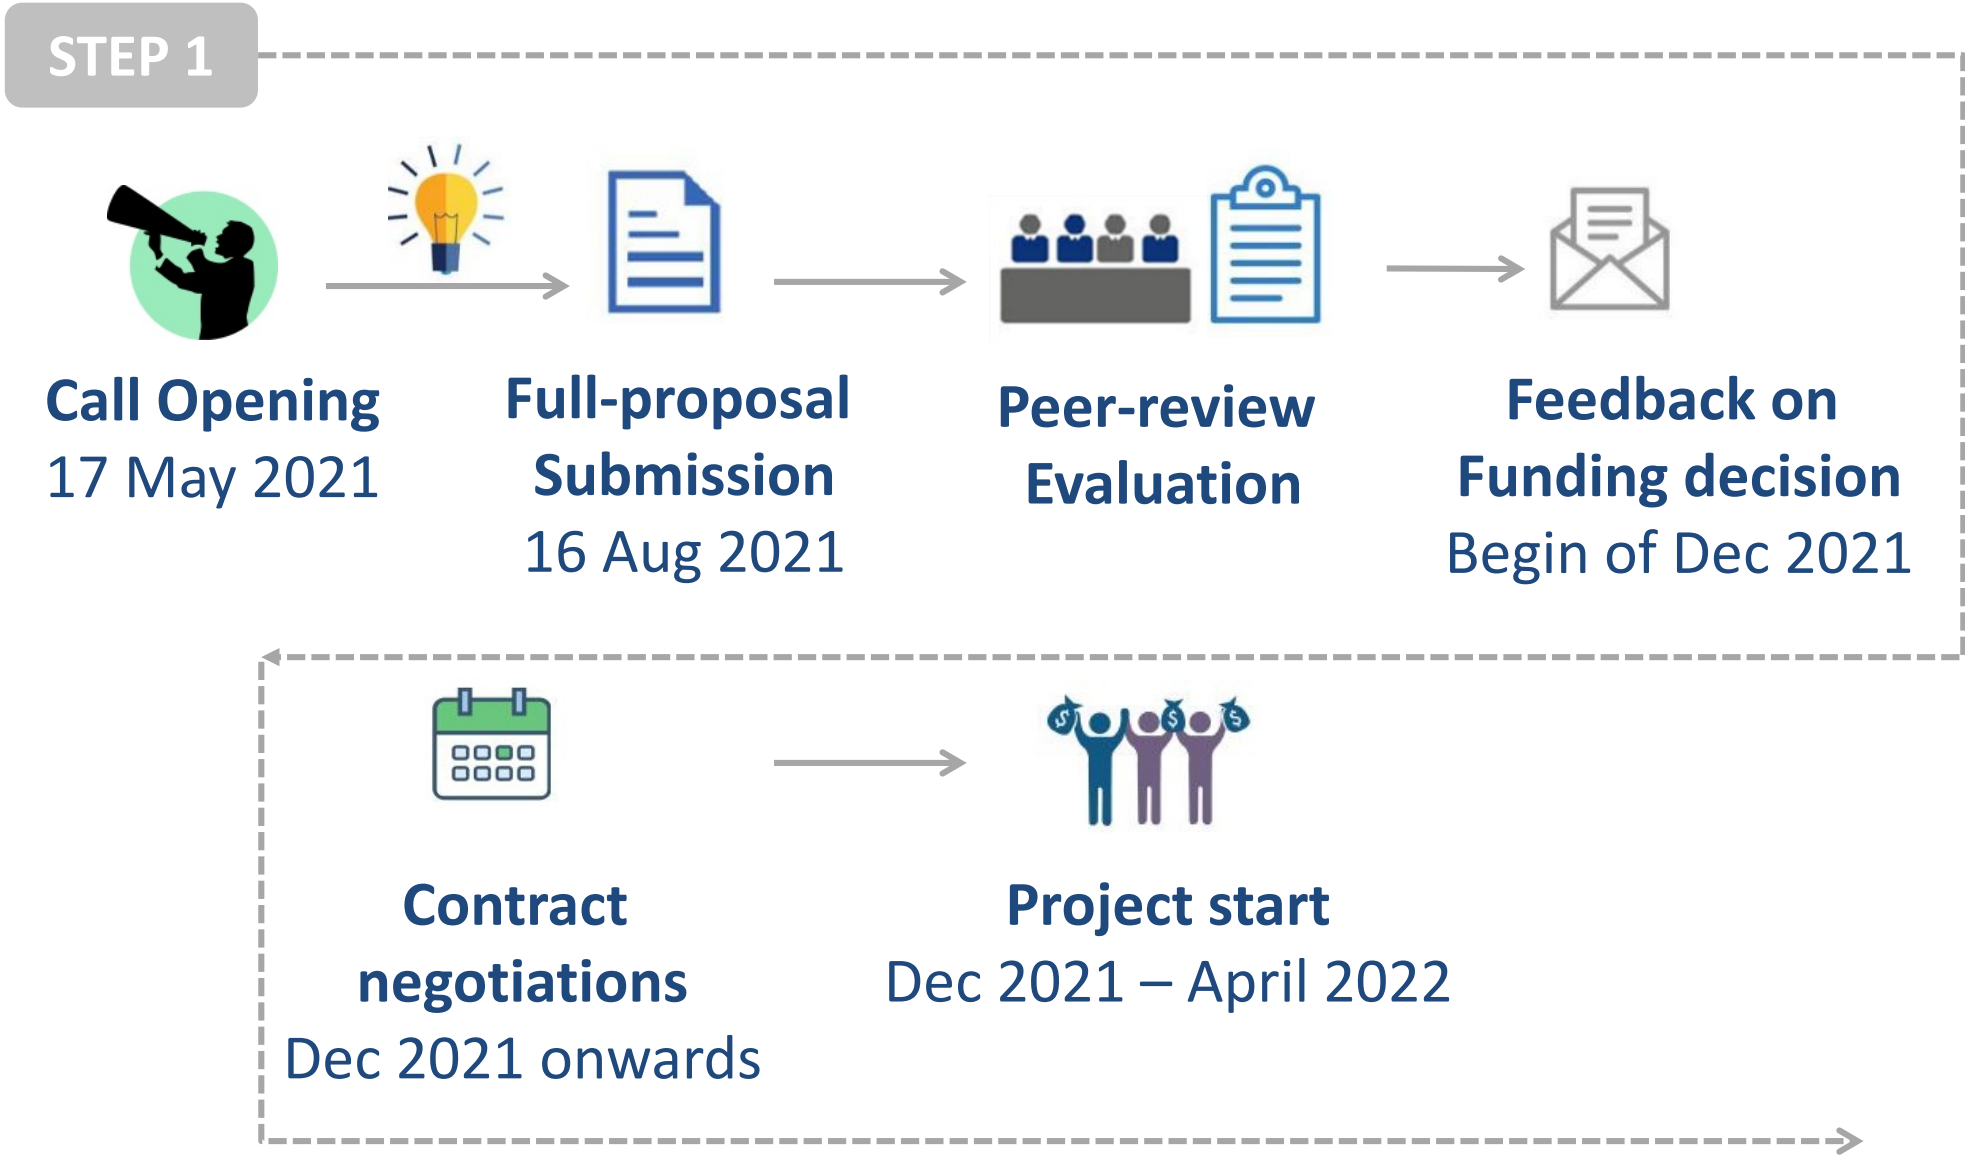 STEP 1
Call Opening
17 May 2021
Full-proposal
Submission
16 Aug 2021
Peer-review
Evaluation
Feedback on
Funding decision
Begin of Dec 2021
Contract
negotiations
Dec 2021 onwards
Project start
Dec 2021 – April 2022